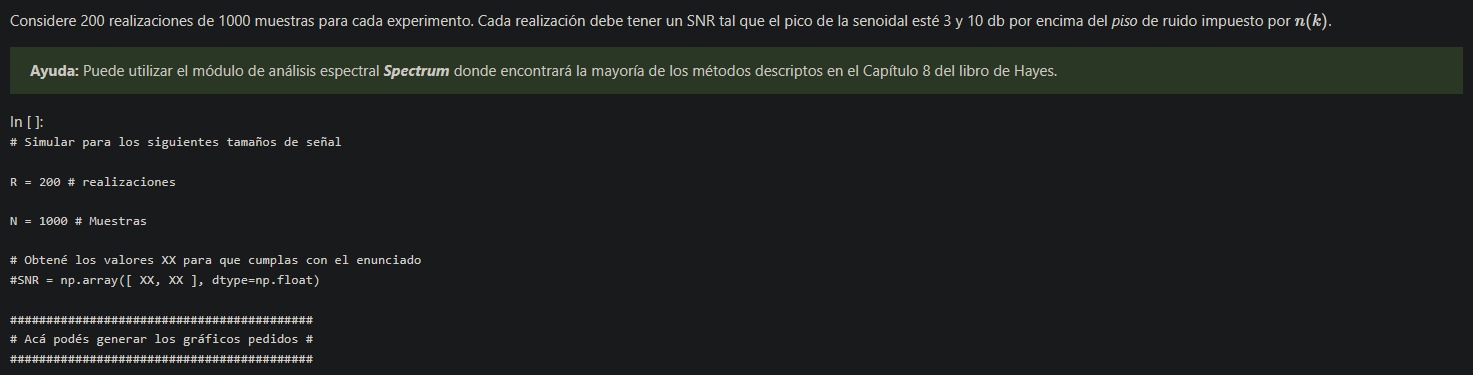 Considere 200 realizaciones de 1000 muestras para cada experimento. Cada realización debe tener un SNR tal que el pico de la senoidal esté 3 y 10 db por encima del piso de ruido impuesto por n(k).
Ayuda: Puede utilizar el módulo de análisis espectral Spectrum donde encontrará la mayoría de los métodos descriptos en el Capítulo 8 del libro de Hayes.
In [ ]:
# Simular para los siguientes tamaños de señal
R = 200 # realizaciones
N = 1000 # Muestras
# Obtené los valores XX para que cumplas con el enunciado
#SNR = np.array([ XX, XX ], dtype=np.float)
##########################################
# Acá podés generar los gráficos pedidos #
##########################################